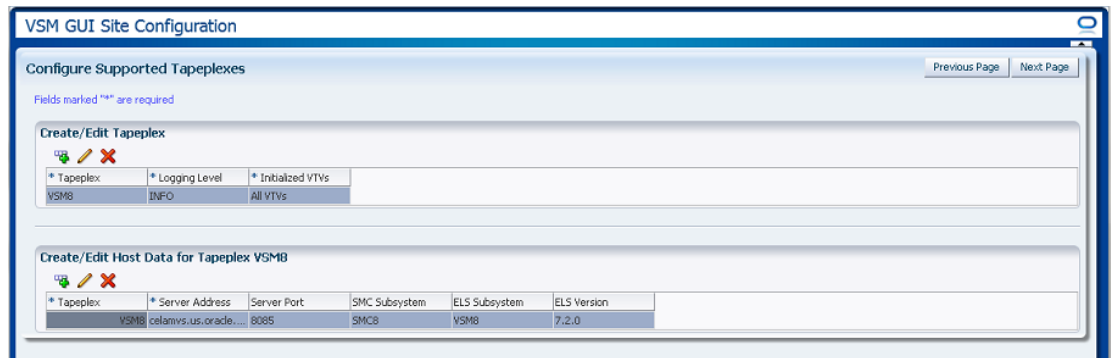 VSM GUI Site Configuration
Configure Supported Tapeplexes
Previous Page Next Page
Fields marked "*" are required
Create/Edit Tapeplex
* Tapeplex * Logging Level * Initialized VTVs
VSM8 INFO All VTVs
Create/Edit Host Data for Tapeplex VSM8
* Tapeplex * Server Address Server Port SMC Subsystem ELS Subsystem ELS Version
VSM8 celamvs.us.oracle.... 8085 SMC8 VSM8 7.2.0